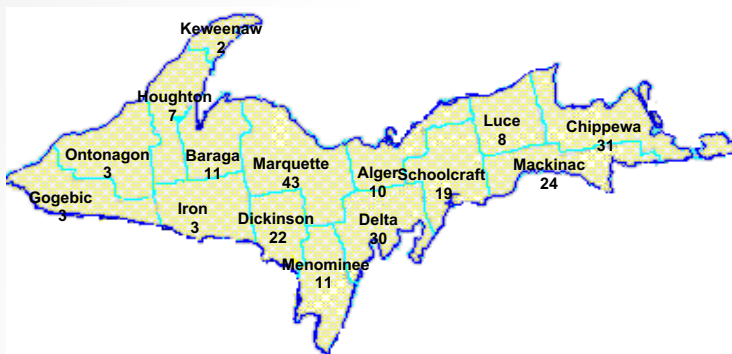 Keweenaw
2
Houghton
7
Luce
8
Chippewa
31
Ontonagon
3
Baraga
11
Marquette
43
Alger
10
Schoolcraft
19
Mackinac
24
Gogebic
3
Iron
3
Dickinson
22
Delta
30
Menominee
11